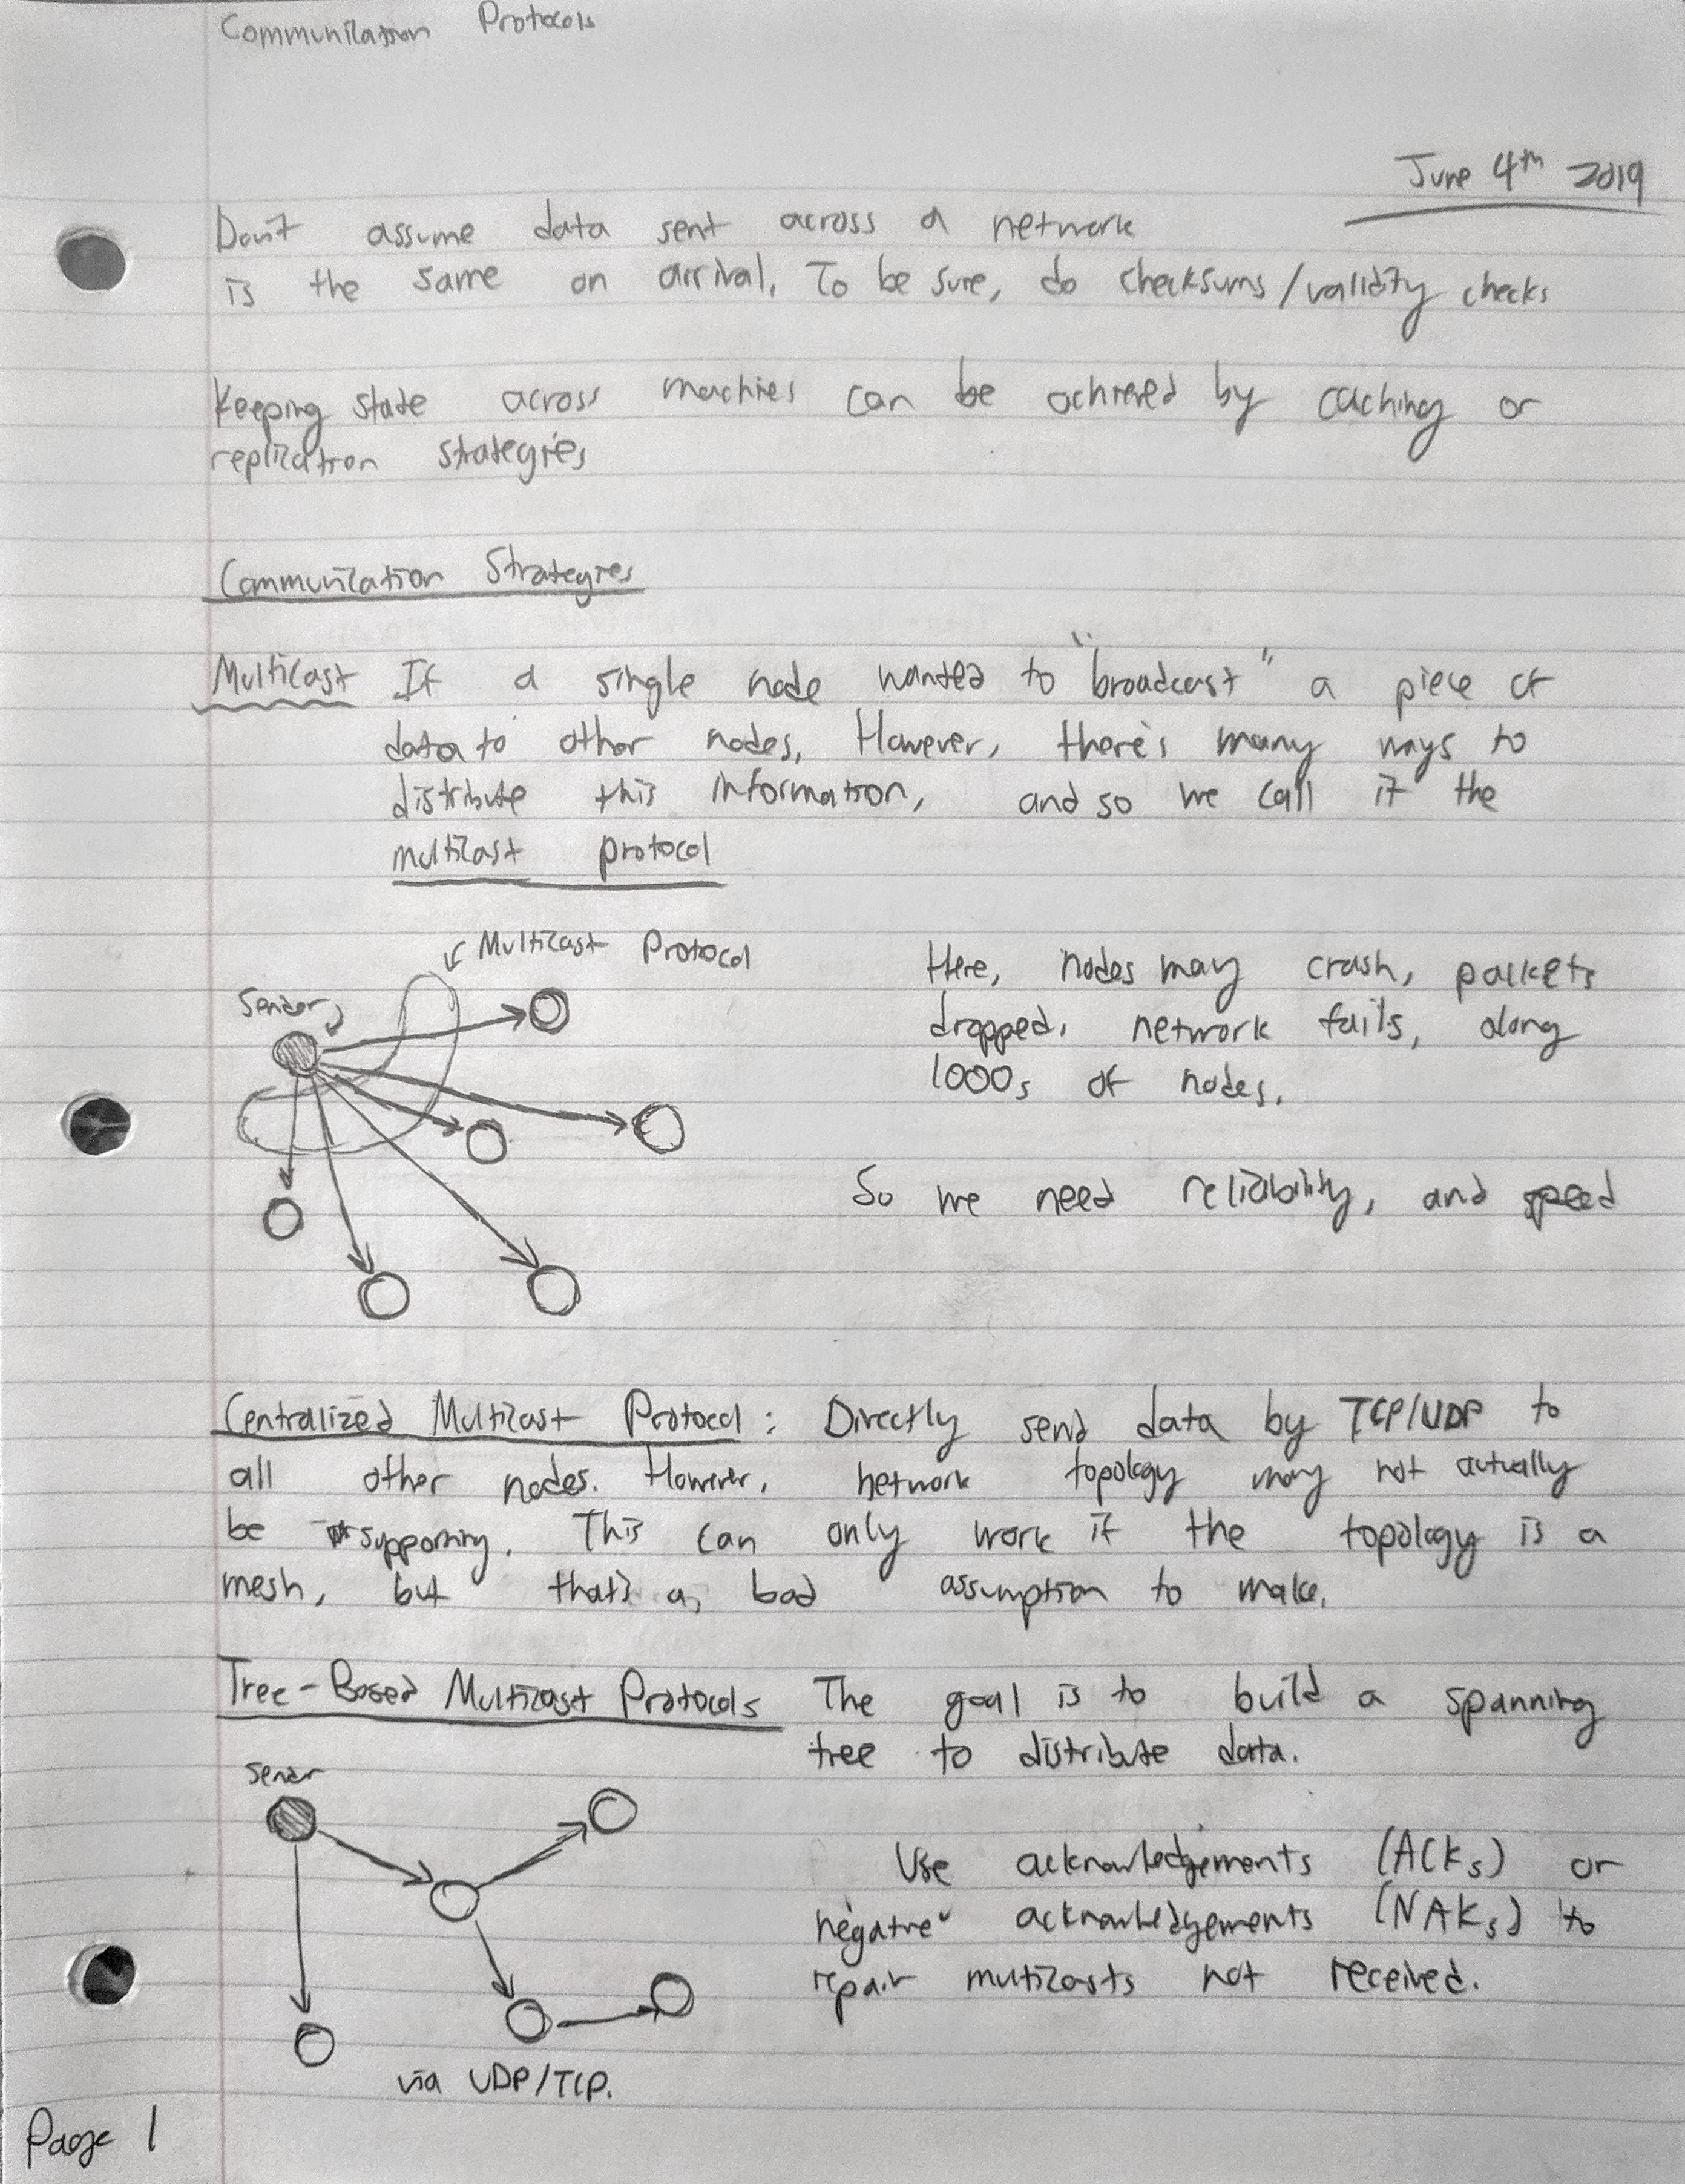 Communication Protocols
June 4th 2019
Don't assume data sent across a network
is the same on arrival. To be sure, do checksums/validity checks
Keeping state across machines can be achieved by caching or
replication strategies
Communication Strategies
Multicast If a single node wanted to "broadcast" a piece of
data to other nodes. However, there's many ways to
distribute this information, and so we call it the
multicast protocol
Multicast Protocol
Sender
Here, nodes may crash, packets
dropped, network fails, along
1000s of nodes.
So we need reliability, and speed
Centralized Multicast Protocol: Directly send data by TCP/UDP to
all other nodes. However, network topology may not actually
be supporting. This can only work if the topology is a
mesh, but that's a bad assumption to make.
Tree-Based Multicast Protocols The goal is to build a spanning
tree to distribute data.
Sender
Use acknowledgements (ACKs) or
negative acknowledgements (NAKs) to
repair multicasts not received.
via UDP/TCP.
Page 1